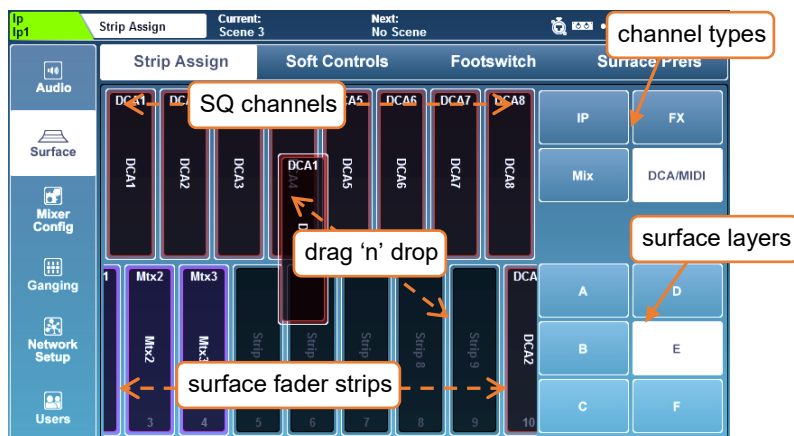 Ip
Ip1
Strip Assign
Current:
Scene 3
Next:
No Scene
channel types
Audio
Surface
Mixer
Config
Ganging
Network
Setup
Users
Strip Assign
Soft Controls
Footswitch
Surface Prefs
SQ channels
DCA1
DCA5
DCA6
DCA7
DCA8
DCA1
DCA2
DCA3
DCA1
DCA5
DCA6
DCA7
DCA8
IP
FX
Mix
DCA/MIDI
drag ‘n’ drop
surface layers
1
Mtx2
Mtx3
DCA
Mtx2
Mtx3
Strip
Strip
Strip 8
Strip 9
DCA2
surface fader strips
3
4
5
6
7
8
9
10
A
D
B
E
C
F